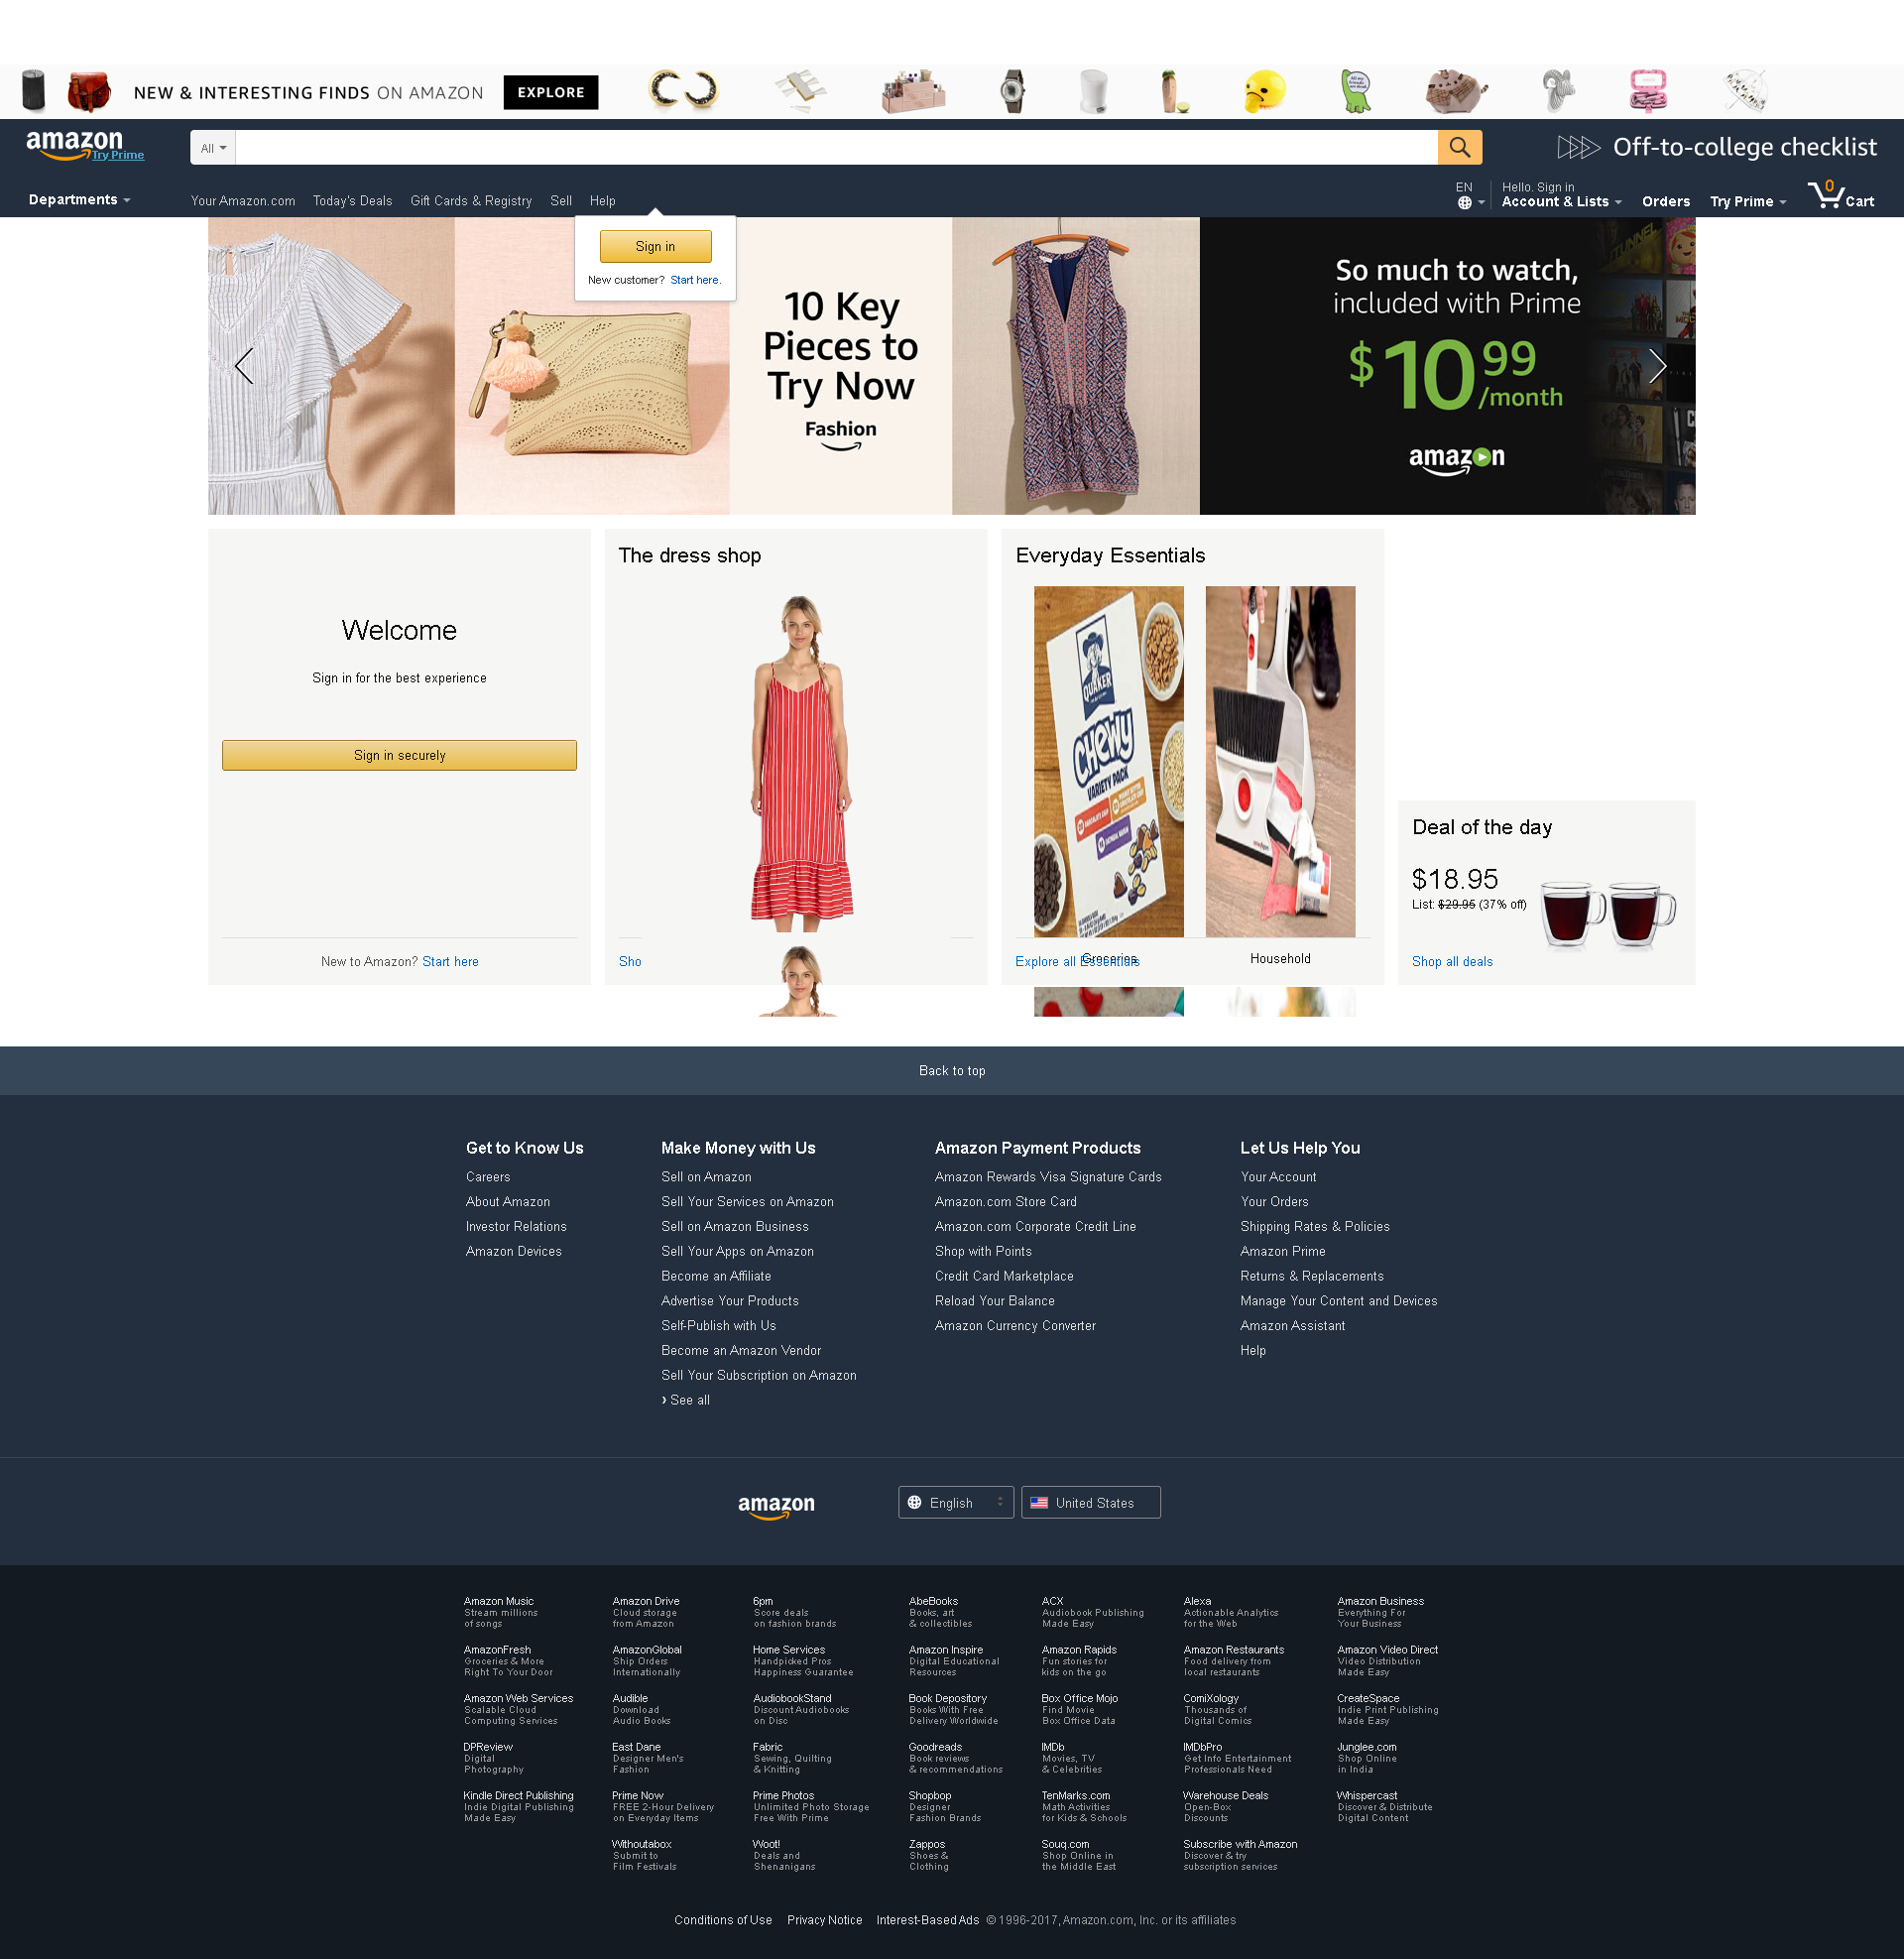 NEW & INTERESTING FINDS ON AMAZON EXPLORE
amazon
Try Prime
All
Off-to-college checklist
Departments
Your Amazon.com Today's Deals Gift Cards & Registry Sell Help
EN
Hello. Sign in
Account & Lists
Orders
Try Prime
0
Cart
Sign in
New customer? Start here.
10 Key
Pieces to
Try Now
Fashion
So much to watch,
included with Prime
$10.99
/month
amazon
Welcome
Sign in for the best experience
Sign in securely
New to Amazon? Start here
The dress shop
Sho
Everyday Essentials
QUAKER
Chewy
VARIETY PACK
Groceries
Household
Explore all Essentials
Deal of the day
$18.95
List: $29.95 (37% off)
Shop all deals
Back to top
Get to Know Us
Careers
About Amazon
Investor Relations
Amazon Devices
Make Money with Us
Sell on Amazon
Sell Your Services on Amazon
Sell on Amazon Business
Sell Your Apps on Amazon
Become an Affiliate
Advertise Your Products
Self-Publish with Us
Become an Amazon Vendor
Sell Your Subscription on Amazon
› See all
Amazon Payment Products
Amazon Rewards Visa Signature Cards
Amazon.com Store Card
Amazon.com Corporate Credit Line
Shop with Points
Credit Card Marketplace
Reload Your Balance
Amazon Currency Converter
Let Us Help You
Your Account
Your Orders
Shipping Rates & Policies
Amazon Prime
Returns & Replacements
Manage Your Content and Devices
Amazon Assistant
Help
amazon
English
United States
Amazon Music
Stream millions
of songs
Amazon Drive
Cloud storage
from Amazon
6pm
Score deals
on fashion brands
AbeBooks
Books, art
& collectibles
ACX
Audiobook Publishing
Made Easy
Alexa
Actionable Analytics
for the Web
Amazon Business
Everything For
Your Business
AmazonFresh
Groceries & More
Right To Your Door
AmazonGlobal
Ship Orders
Internationally
Home Services
Handpicked Pros
Happiness Guarantee
Amazon Inspire
Digital Educational
Resources
Amazon Rapids
Fun stories for
kids on the go
Amazon Restaurants
Food delivery from
local restaurants
Amazon Video Direct
Video Distribution
Made Easy
Amazon Web Services
Scalable Cloud
Computing Services
Audible
Download
Audio Books
AudiobookStand
Discount Audiobooks
on Disc
Book Depository
Books With Free
Delivery Worldwide
Box Office Mojo
Find Movie
Box Office Data
ComiXology
Thousands of
Digital Comics
CreateSpace
Indie Print Publishing
Made Easy
DPReview
Digital
Photography
East Dane
Designer Men's
Fashion
Fabric
Sewing, Quilting
& Knitting
Goodreads
Book reviews
& recommendations
IMDb
Movies, TV
& Celebrities
IMDbPro
Get Info Entertainment
Professionals Need
Junglee.com
Shop Online
in India
Kindle Direct Publishing
Indie Digital Publishing
Made Easy
Prime Now
FREE 2-Hour Delivery
on Everyday Items
Prime Photos
Unlimited Photo Storage
Free With Prime
Shopbop
Designer
Fashion Brands
TenMarks.com
Math Activities
for Kids & Schools
Warehouse Deals
Open-Box
Discounts
Whispercast
Discover & Distribute
Digital Content
Withoutabox
Submit to
Film Festivals
Woot!
Deals and
Shenanigans
Zappos
Shoes &
Clothing
Souq.com
Shop Online in
the Middle East
Subscribe with Amazon
Discover & try
subscription services
Conditions of Use Privacy Notice Interest-Based Ads © 1996-2017, Amazon.com, Inc. or its affiliates